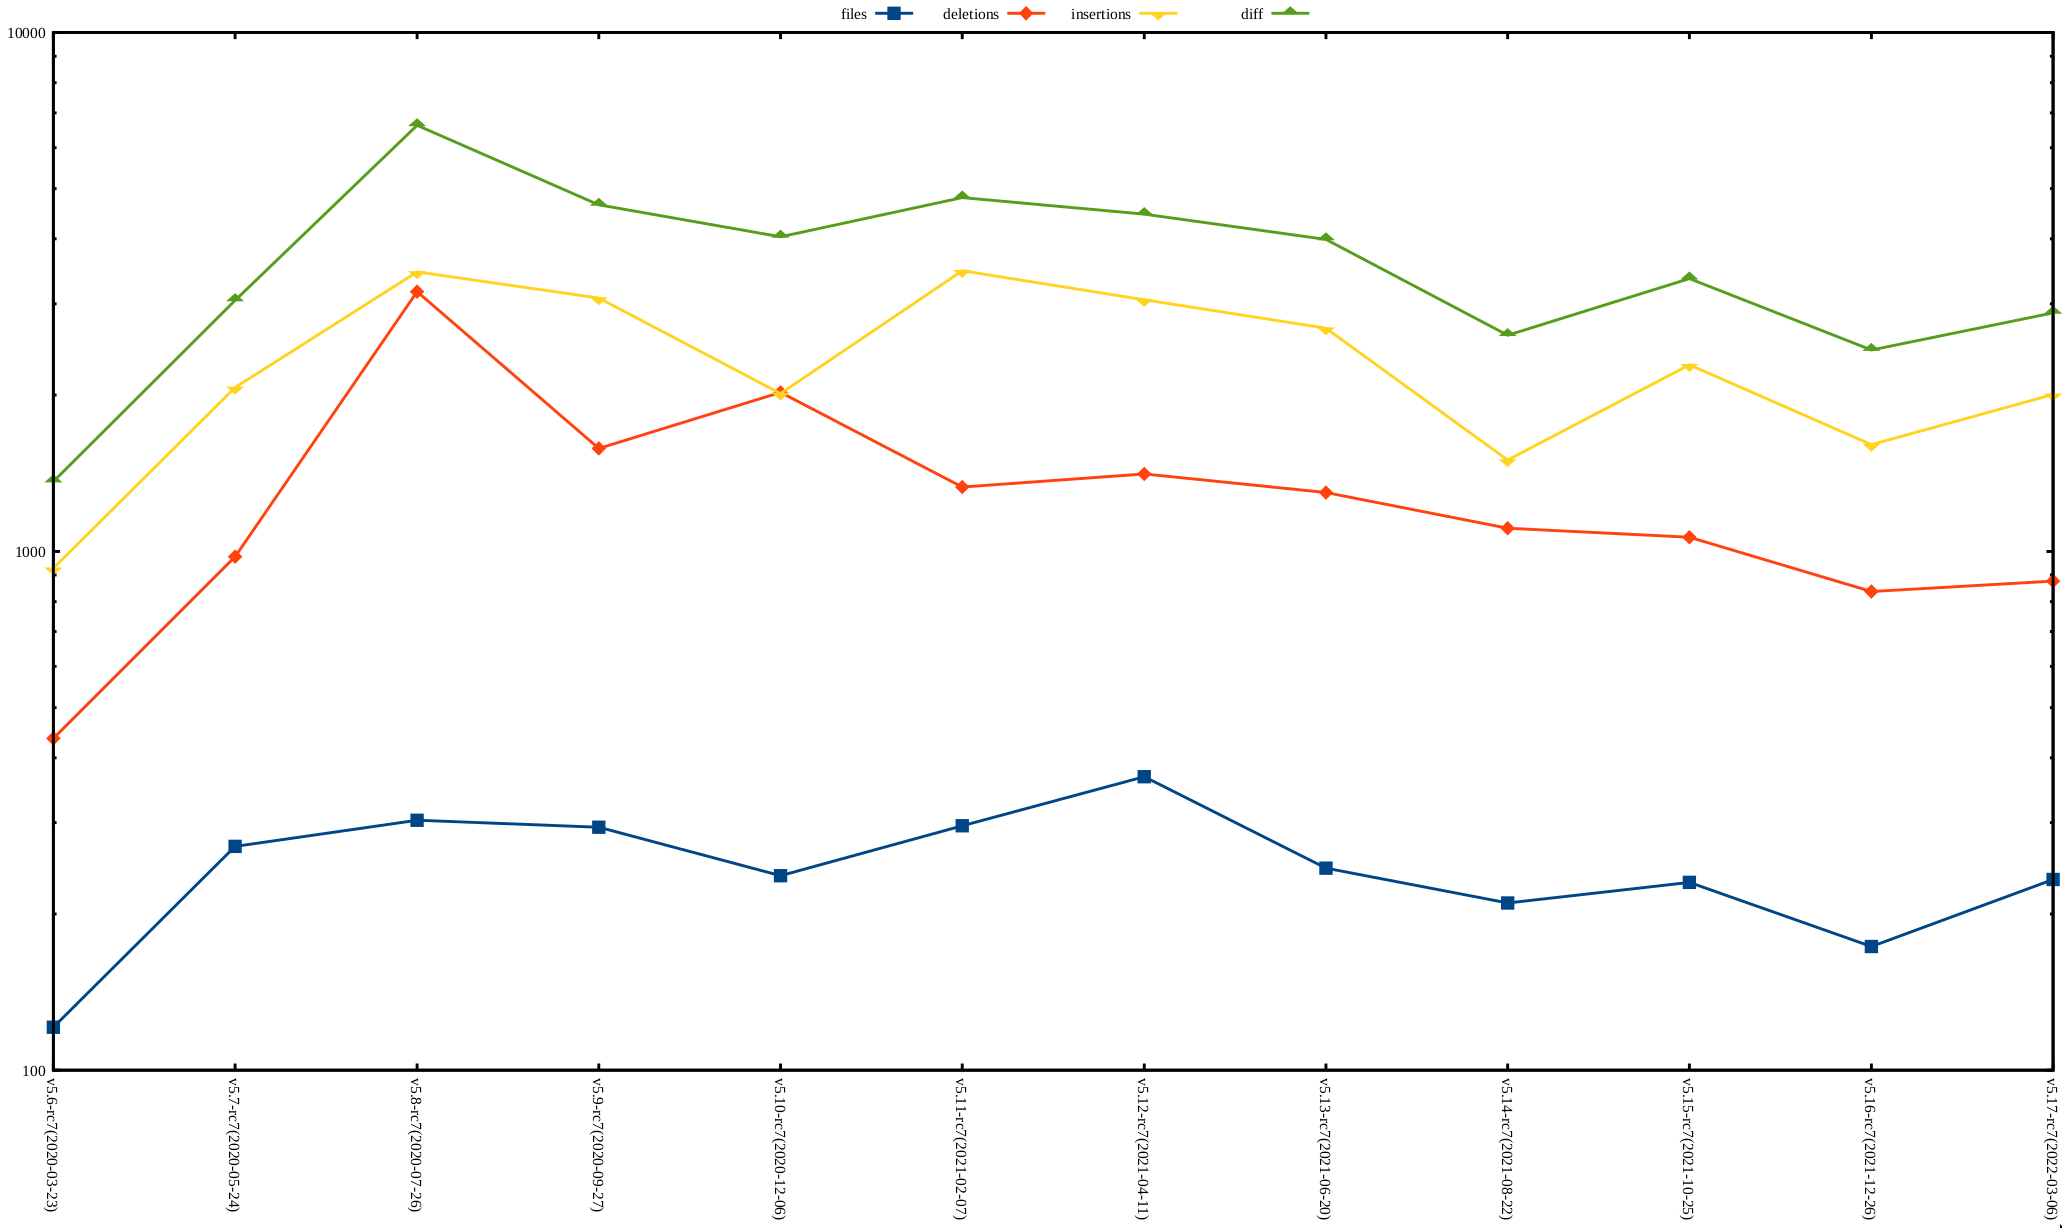 files deletions insertions diff
10000
1000
100
v5.6-rc7(2020-03-23)
v5.7-rc7(2020-05-24)
v5.8-rc7(2020-07-26)
v5.9-rc7(2020-09-27)
v5.10-rc7(2020-12-06)
v5.11-rc7(2021-02-07)
v5.12-rc7(2021-04-11)
v5.13-rc7(2021-06-20)
v5.14-rc7(2021-08-22)
v5.15-rc7(2021-10-25)
v5.16-rc7(2021-12-26)
v5.17-rc7(2022-03-06)